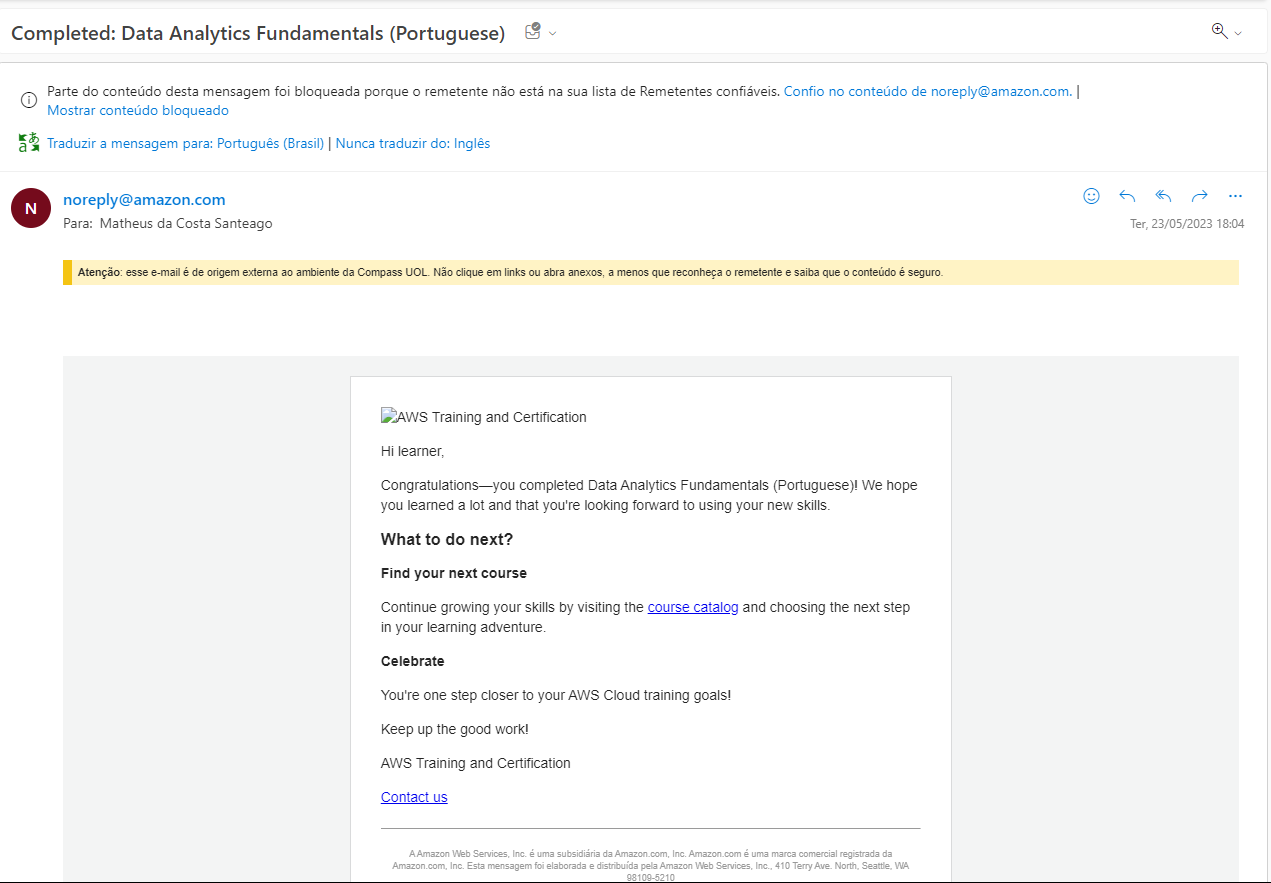 Completed: Data Analytics Fundamentals (Portuguese)
Parte do conteúdo desta mensagem foi bloqueada porque o remetente não está na sua lista de Remetentes confiáveis. Confio no conteúdo de noreply@amazon.com. |
Mostrar conteúdo bloqueado
Traduzir a mensagem para: Português (Brasil) | Nunca traduzir do: Inglês
N
noreply@amazon.com
Para: Matheus da Costa Santeago
Ter, 23/05/2023 18:04
Atenção: esse e-mail é de origem externa ao ambiente da Compass UOL. Não clique em links ou abra anexos, a menos que reconheça o remetente e saiba que o conteúdo é seguro.
AWS Training and Certification
Hi learner,
Congratulations—you completed Data Analytics Fundamentals (Portuguese)! We hope
you learned a lot and that you're looking forward to using your new skills.
What to do next?
Find your next course
Continue growing your skills by visiting the course catalog and choosing the next step
in your learning adventure.
Celebrate
You're one step closer to your AWS Cloud training goals!
Keep up the good work!
AWS Training and Certification
Contact us
A Amazon Web Services, Inc. é uma subsidiária da Amazon.com, Inc. Amazon.com é uma marca comercial registrada da
Amazon.com, Inc. Esta mensagem foi elaborada e distribuída pela Amazon Web Services, Inc., 410 Terry Ave. North, Seattle, WA
98109-5210